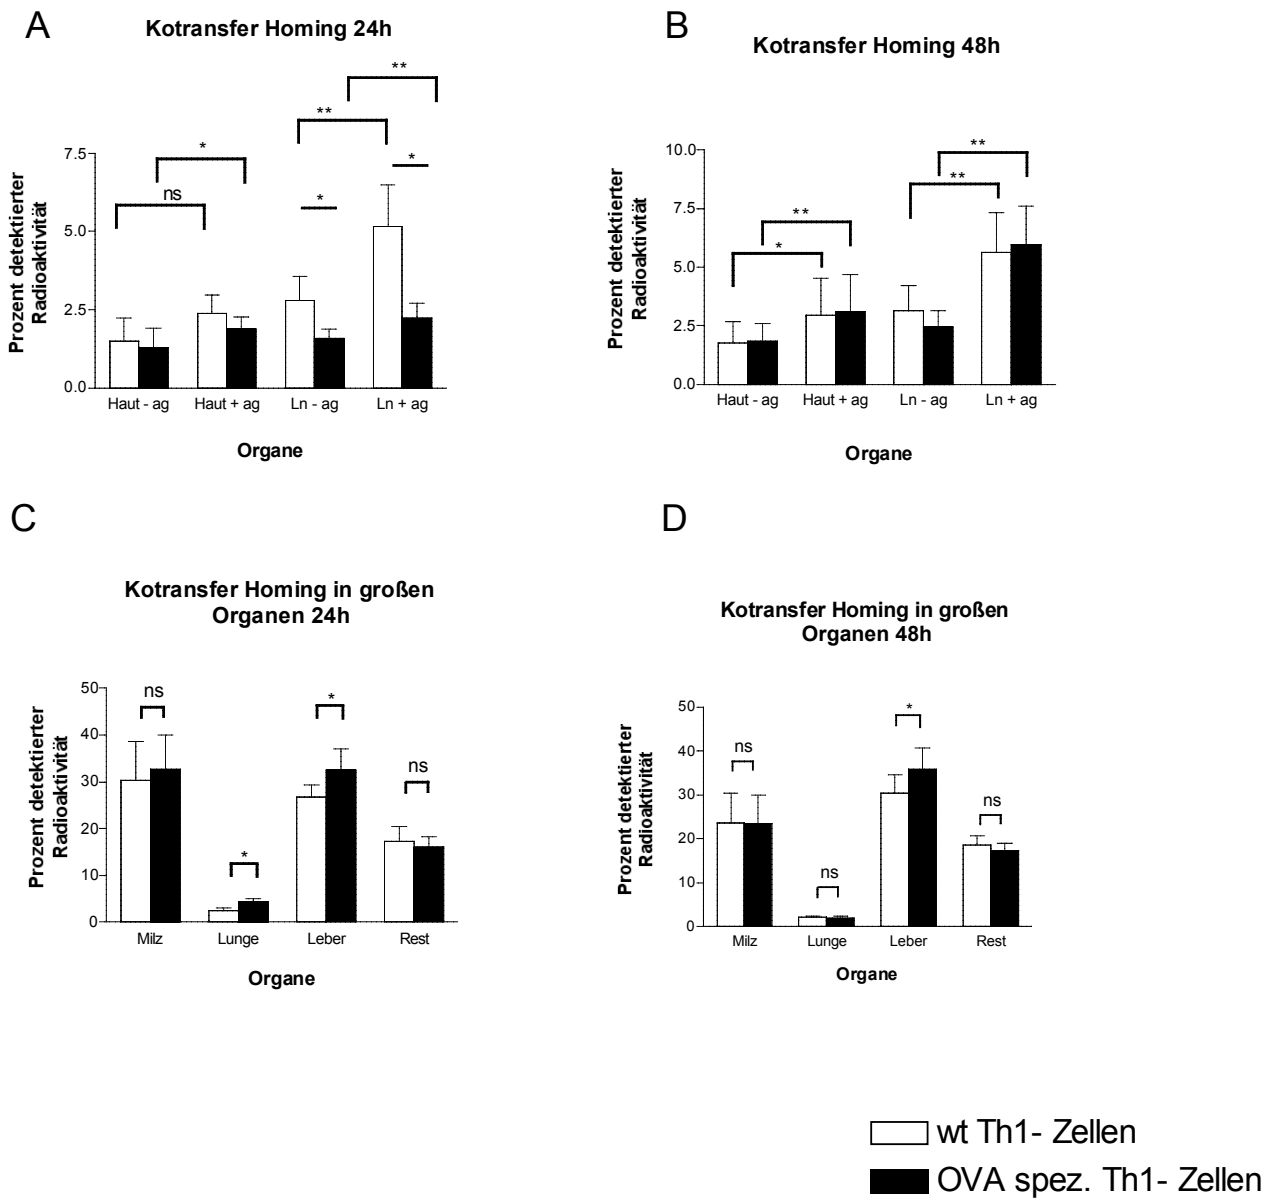 A
Kotransfer Homing 24h
**
**
*
*
ns
*
7.5
5.0
2.5
0.0
Prozent detektierter
Radioaktivität
Haut - ag
Haut + ag
Ln - ag
Ln + ag
Organe
B
Kotransfer Homing 48h
**
**
**
*
10.0
7.5
5.0
2.5
0.0
Prozent detektierter
Radioaktivität
Haut - ag
Haut + ag
Ln - ag
Ln + ag
Organe
C
Kotransfer Homing in großen
Organen 24h
ns
*
*
ns
50
40
30
20
10
0
Prozent detektierter
Radioaktivität
Milz
Lunge
Leber
Rest
Organe
D
Kotransfer Homing in großen
Organen 48h
ns
ns
*
ns
50
40
30
20
10
0
Prozent detektierter
Radioaktivität
Milz
Lunge
Leber
Rest
Organe
wt Th1- Zellen
OVA spez. Th1- Zellen